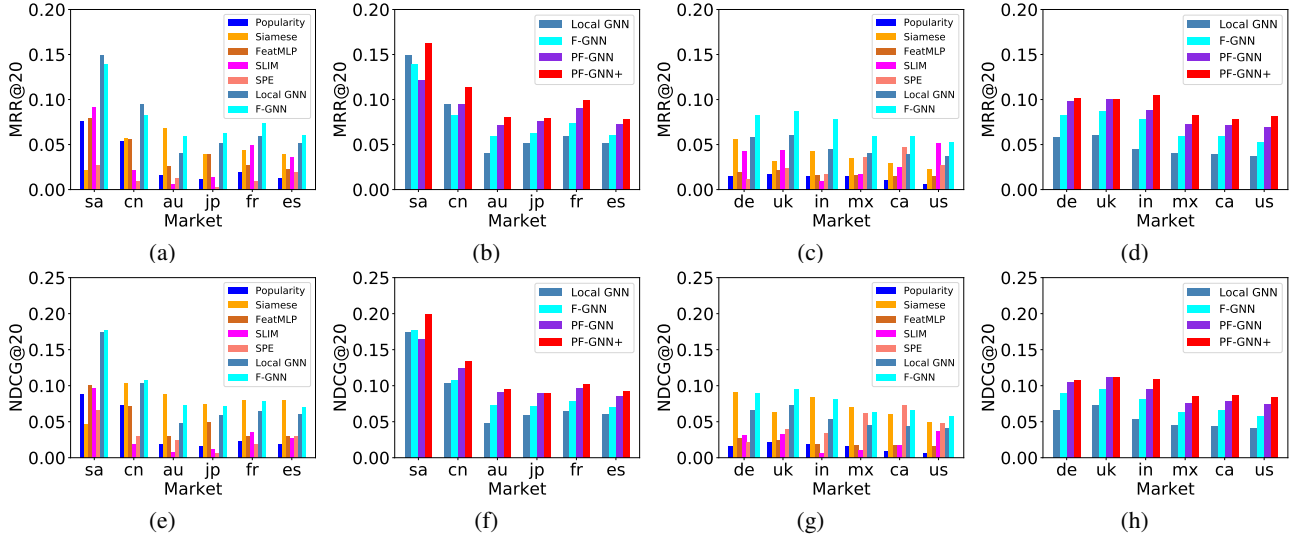 MRR@20
0.20
0.15
0.10
0.05
0.00
Popularity
Siamese
FeatMLP
SLIM
SPE
Local GNN
F-GNN
sa cn au jp fr es
Market
(a)
MRR@20
0.20
0.15
0.10
0.05
0.00
Local GNN
F-GNN
PF-GNN
PF-GNN+
sa cn au jp fr es
Market
(b)
MRR@20
0.20
0.15
0.10
0.05
0.00
Popularity
Siamese
FeatMLP
SLIM
SPE
Local GNN
F-GNN
de uk in mx ca us
Market
(c)
MRR@20
0.20
0.15
0.10
0.05
0.00
Local GNN
F-GNN
PF-GNN
PF-GNN+
de uk in mx ca us
Market
(d)
NDCG@20
0.25
0.20
0.15
0.10
0.05
0.00
Popularity
Siamese
FeatMLP
SLIM
SPE
Local GNN
F-GNN
sa cn au jp fr es
Market
(e)
NDCG@20
0.25
0.20
0.15
0.10
0.05
0.00
Local GNN
F-GNN
PF-GNN
PF-GNN+
sa cn au jp fr es
Market
(f)
NDCG@20
0.25
0.20
0.15
0.10
0.05
0.00
Popularity
Siamese
FeatMLP
SLIM
SPE
Local GNN
F-GNN
de uk in mx ca us
Market
(g)
NDCG@20
0.25
0.20
0.15
0.10
0.05
0.00
Local GNN
F-GNN
PF-GNN
PF-GNN+
de uk in mx ca us
Market
(h)